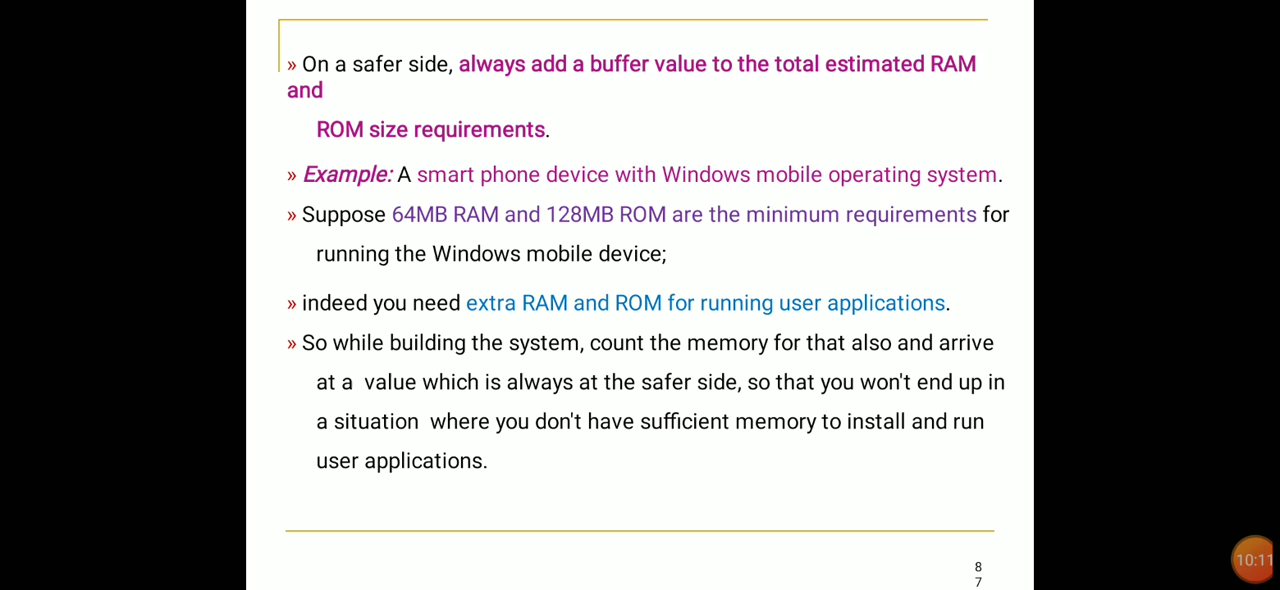 » On a safer side, always add a buffer value to the total estimated RAM
and
ROM size requirements.
» Example: A smart phone device with Windows mobile operating system.
» Suppose 64MB RAM and 128MB ROM are the minimum requirements for
running the Windows mobile device;
» indeed you need extra RAM and ROM for running user applications.
» So while building the system, count the memory for that also and arrive
at a value which is always at the safer side, so that you won't end up in
a situation where you don't have sufficient memory to install and run
user applications.
8
7
10:11